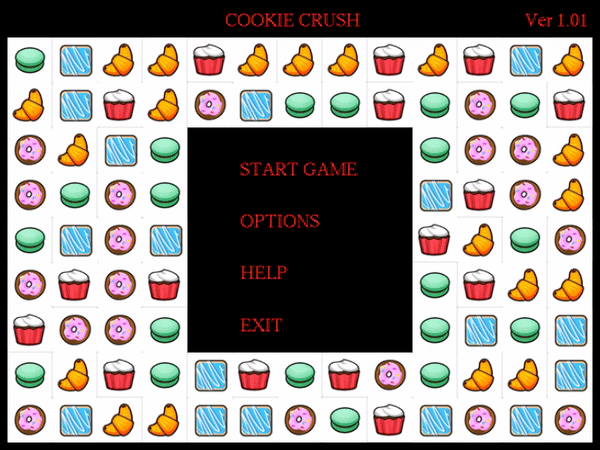 COOKIE CRUSH
Ver 1.01
START GAME
OPTIONS
HELP
EXIT